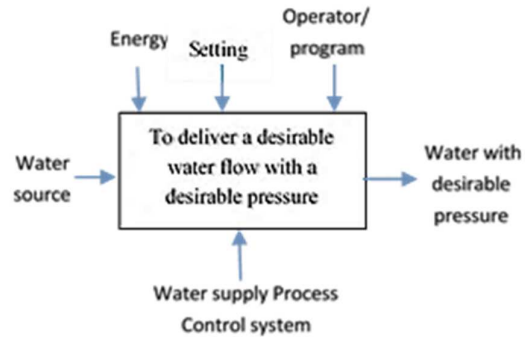 Operator/
program
Energy
Setting
To deliver a desirable
water flow with a
desirable pressure
Water
source
Water with
desirable
pressure
Water supply Process
Control system